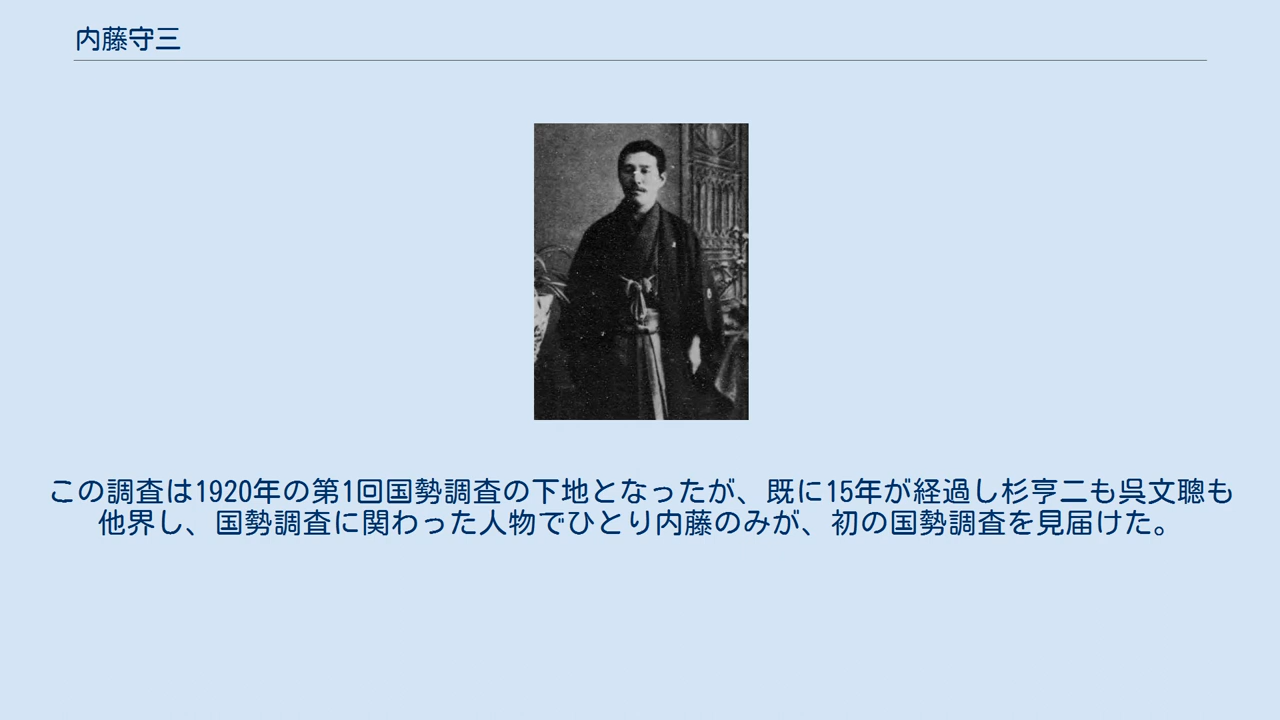 内藤守三
この調査は1920年の第1回国勢調査の下地となったが、既に15年が経過し杉亨二も呉文聰も
他界し、国勢調査に関わった人物でひとり内藤のみが、初の国勢調査を見届けた。